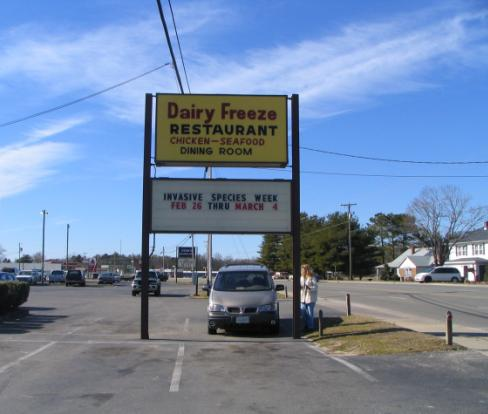 Dairy Freeze
RESTAURANT
CHICKEN—SEAFOOD
DINING ROOM
INVASIVE SPECIES WEEK
FEB 26 THRU MARCH 4